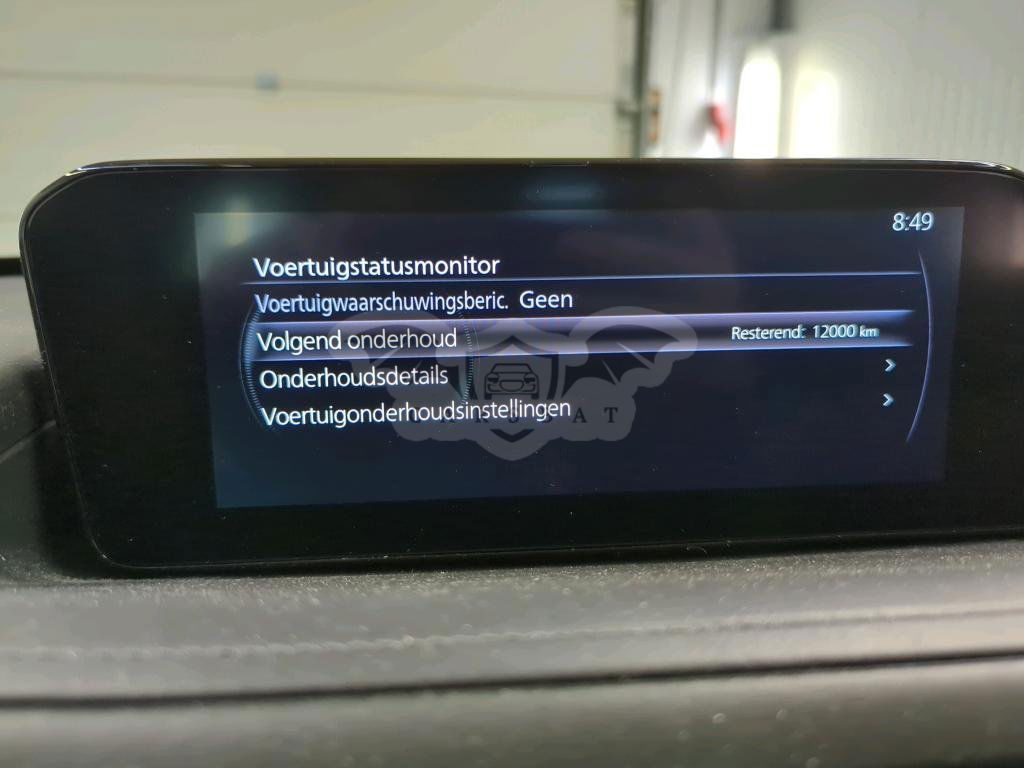 8:49
Voertuigstatusmonitor
Voertuigwaarschuwingsberic. Geen
Volgend onderhoud Resterend: 12000 km
Onderhoudsdetails
Voertuigonderhoudsinstellingen